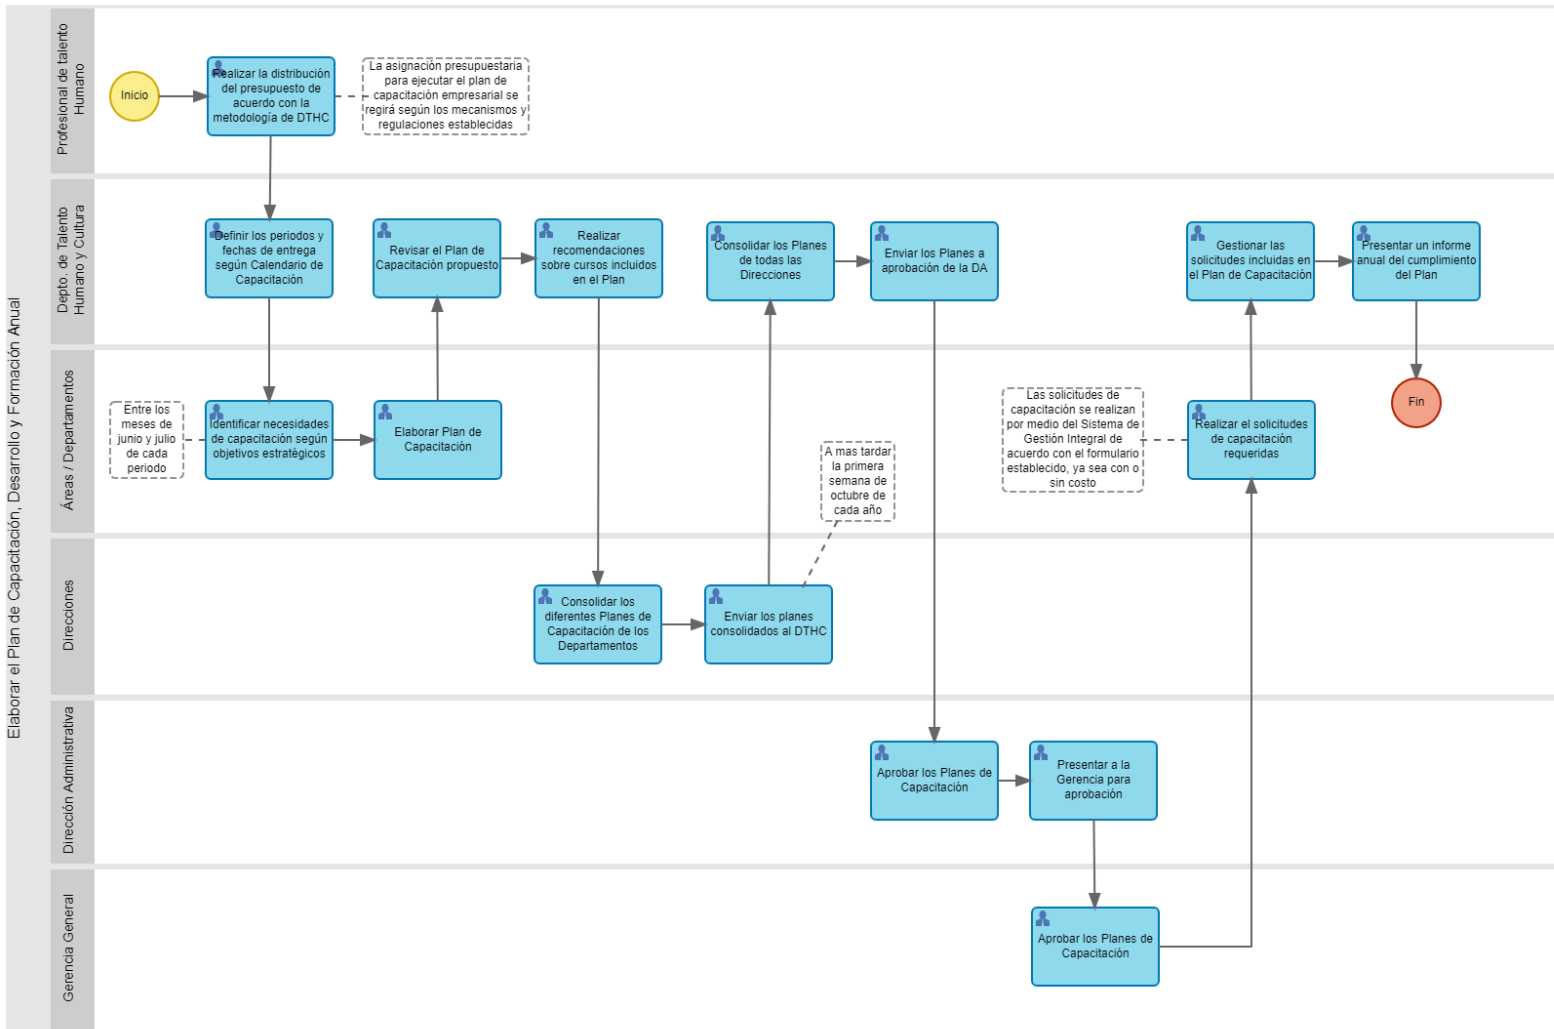 Elaborar el Plan de Capacitación, Desarrollo y Formación Anual
Profesional de talento
Humano
Inicio
Realizar la distribución
del presupuesto de
acuerdo con la
metodología de DTHC
La asignación presupuestaria
para ejecutar el plan de
capacitación empresarial se
regirá según los mecanismos y
regulaciones establecidas
Depto. de Talento
Humano y Cultura
Definir los periodos y
fechas de entrega
según Calendario de
Capacitación
Revisar el Plan de
Capacitación propuesto
Realizar
recomendaciones
sobre cursos incluidos
en el Plan
Consolidar los Planes
de todas las
Direcciones
Enviar los Planes a
aprobación de la DA
Gestionar las
solicitudes incluidas en
el Plan de Capacitación
Presentar un informe
anual del cumplimiento
del Plan
Áreas / Departamentos
Entre los
meses de
junio y julio
de cada
periodo
Identificar necesidades
de capacitación según
objetivos estratégicos
Elaborar Plan de
Capacitación
A mas tardar
la primera
semana de
octubre de
cada año
Las solicitudes de
capacitación se realizan
por medio del Sistema de
Gestión Integral de
acuerdo con el formulario
establecido, ya sea con o
sin costo
Realizar el solicitudes
de capacitación
requeridas
Fin
Direcciones
Consolidar los
diferentes Planes de
Capacitación de los
Departamentos
Enviar los planes
consolidados al DTHC
Dirección Administrativa
Aprobar los Planes de
Capacitación
Presentar a la
Gerencia para
aprobación
Gerencia General
Aprobar los Planes de
Capacitación